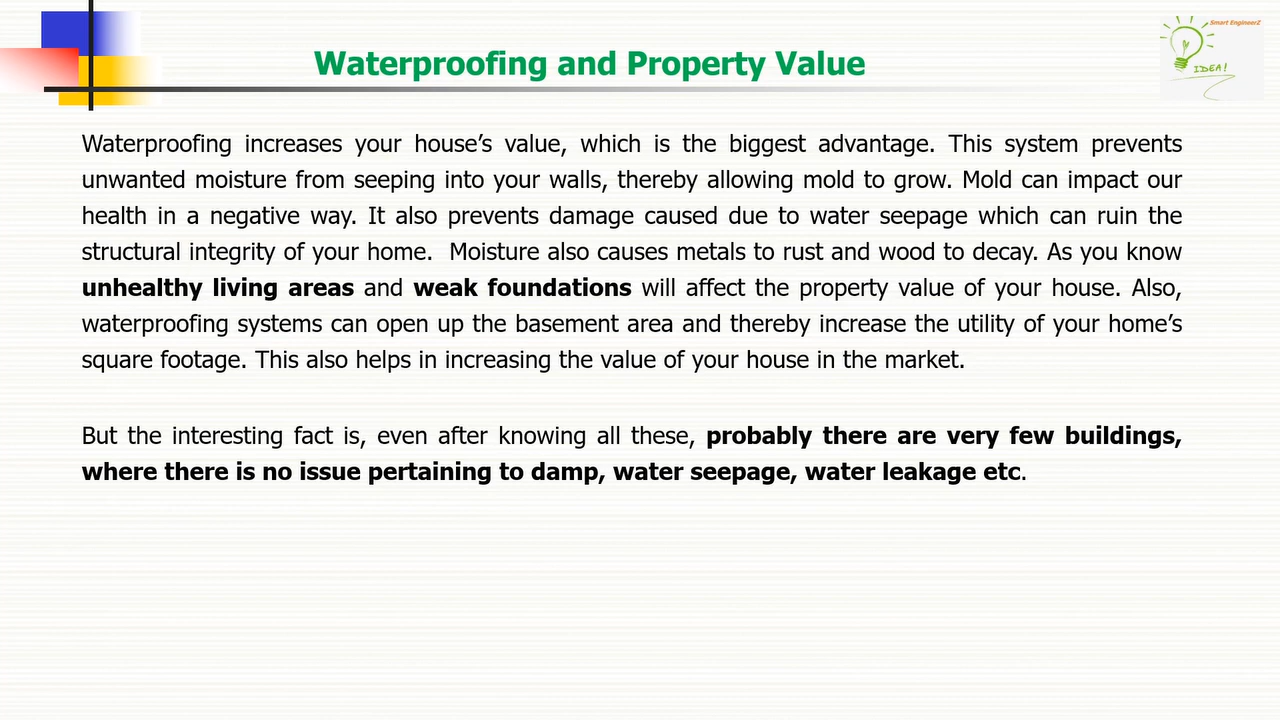 Smart EngineerZ
IDEA!
Waterproofing and Property Value
Waterproofing increases your house’s value, which is the biggest advantage. This system prevents
unwanted moisture from seeping into your walls, thereby allowing mold to grow. Mold can impact our
health in a negative way. It also prevents damage caused due to water seepage which can ruin the
structural integrity of your home.  Moisture also causes metals to rust and wood to decay. As you know
unhealthy living areas and weak foundations will affect the property value of your house. Also,
waterproofing systems can open up the basement area and thereby increase the utility of your home’s
square footage. This also helps in increasing the value of your house in the market.
But the interesting fact is, even after knowing all these, probably there are very few buildings,
where there is no issue pertaining to damp, water seepage, water leakage etc.